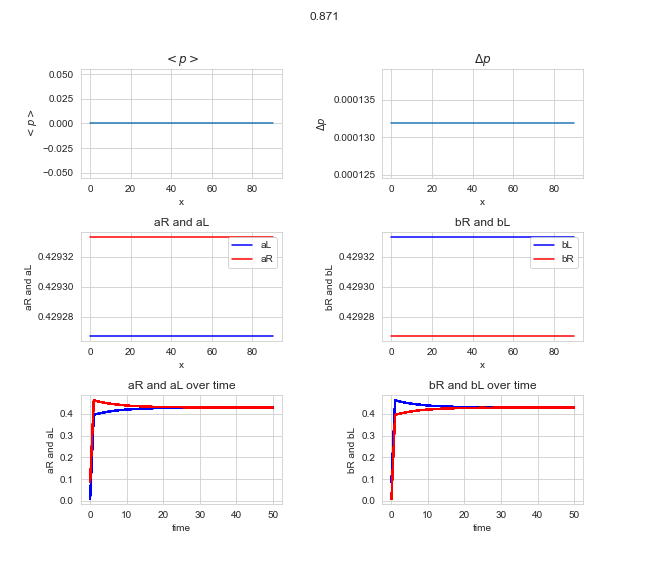 0.871
< p >
Δp
0.050
0.025
0.000
−0.025
−0.050
< p >
0 20 40 60 80
x
0.000135
0.000130
0.000125
Δp
0 20 40 60 80
x
aR and aL
bR and bL
0.42932
0.42930
0.42928
aR and aL
aL
aR
0 20 40 60 80
x
0.42932
0.42930
0.42928
bR and bL
bL
bR
0 20 40 60 80
x
aR and aL over time
bR and bL over time
0.4
0.3
0.2
0.1
0.0
aR and aL
0 10 20 30 40 50
time
0.4
0.3
0.2
0.1
0.0
bR and bL
0 10 20 30 40 50
time